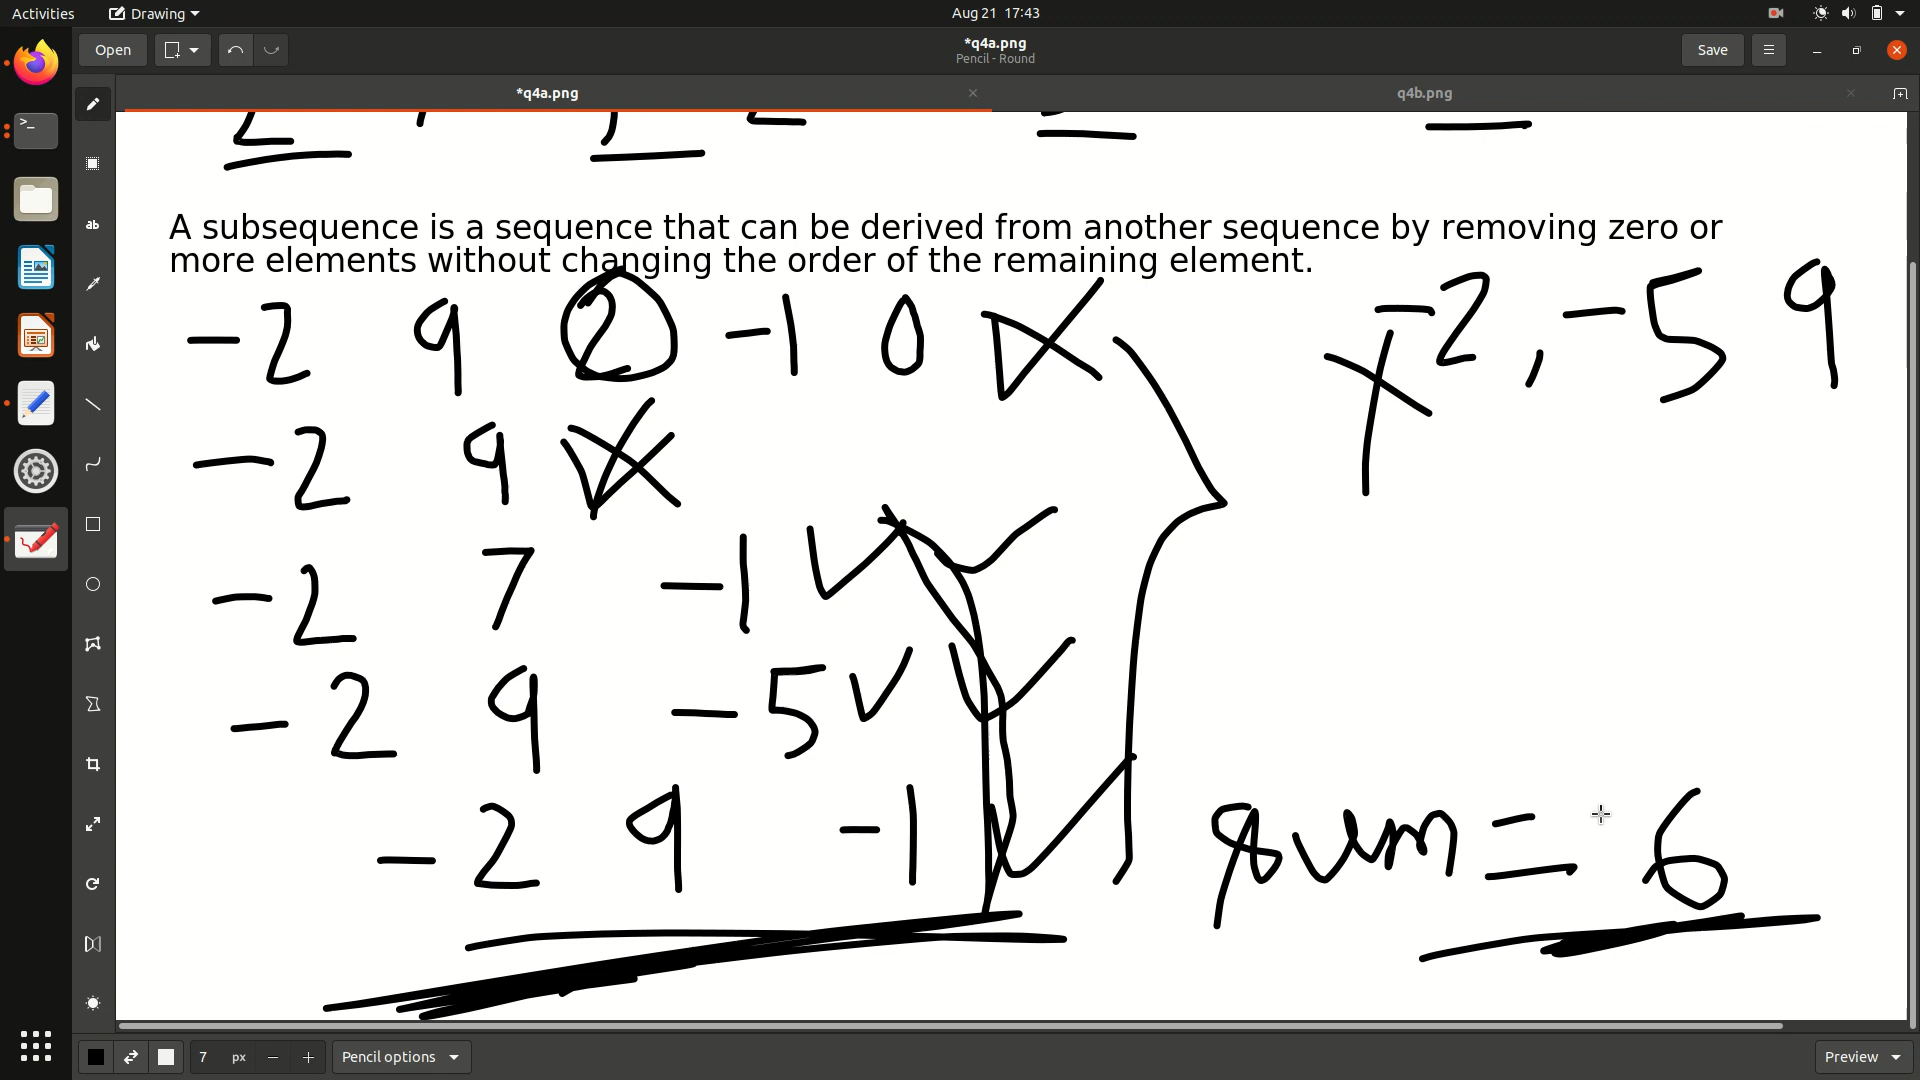 Activities Drawing Aug 21 17:43
Open *q4a.png Save
Pencil - Round
*q4a.png q4b.png
A subsequence is a sequence that can be derived from another sequence by removing zero or
more elements without changing the order of the remaining element.
-2 9 2 -1 0
-2, -5 9
-2 9
-2 7 -1
-2 9 -5
-2 9 -1
sum = 6
7 px - + Pencil options Preview